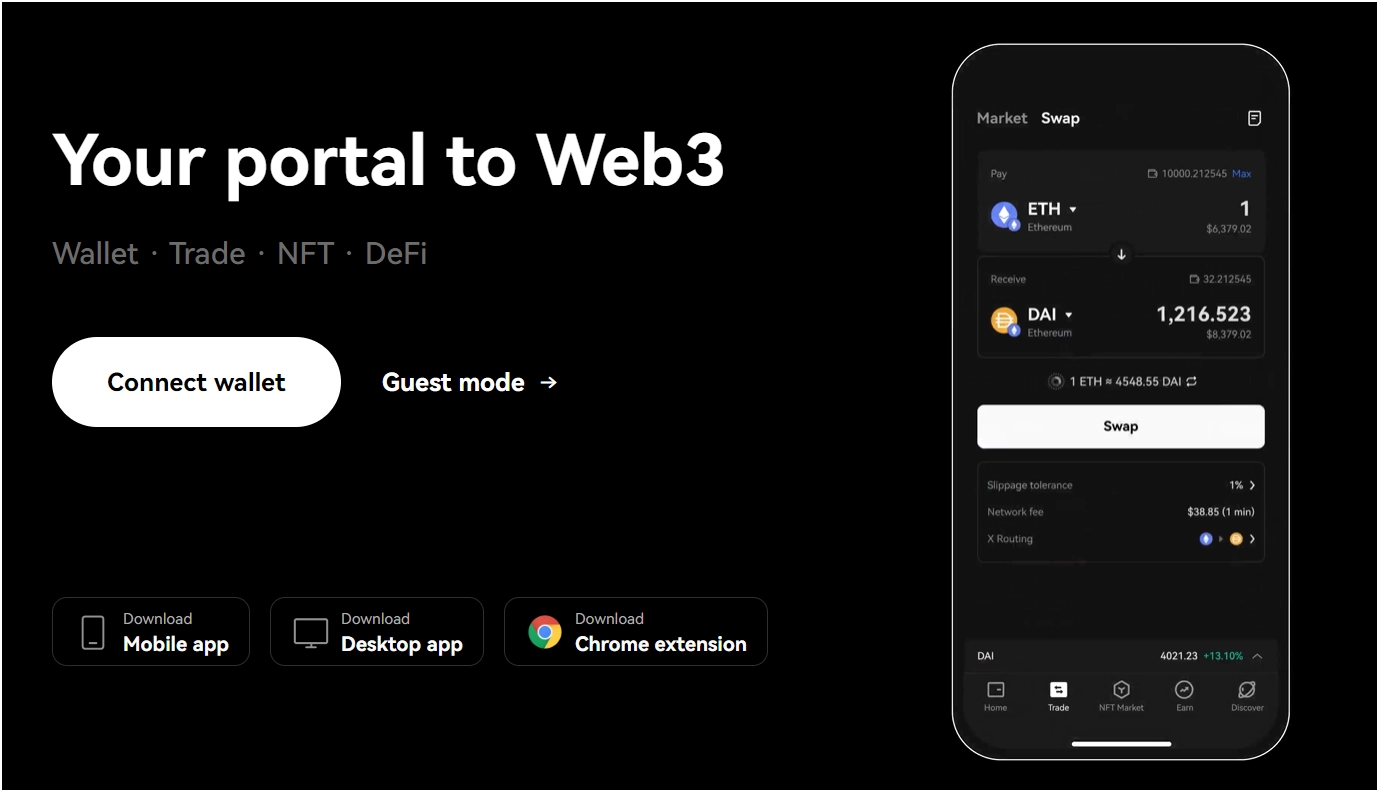 Your portal to Web3
Wallet · Trade · NFT · DeFi
Connect wallet
Guest mode →
Download
Mobile app
Download
Desktop app
Download
Chrome extension
Market Swap
Pay 10000.212545 Max
ETH 1
Ethereum $6,379.02
Receive 32.212545
DAI 1,216.523
Ethereum $8,379.02
1 ETH ≈ 4548.55 DAI
Swap
Slippage tolerance 1%
Network fee $38.85 (1 min)
X Routing
DAI 4021.23 +13.10%
Home Trade NFT Market Earn Discover